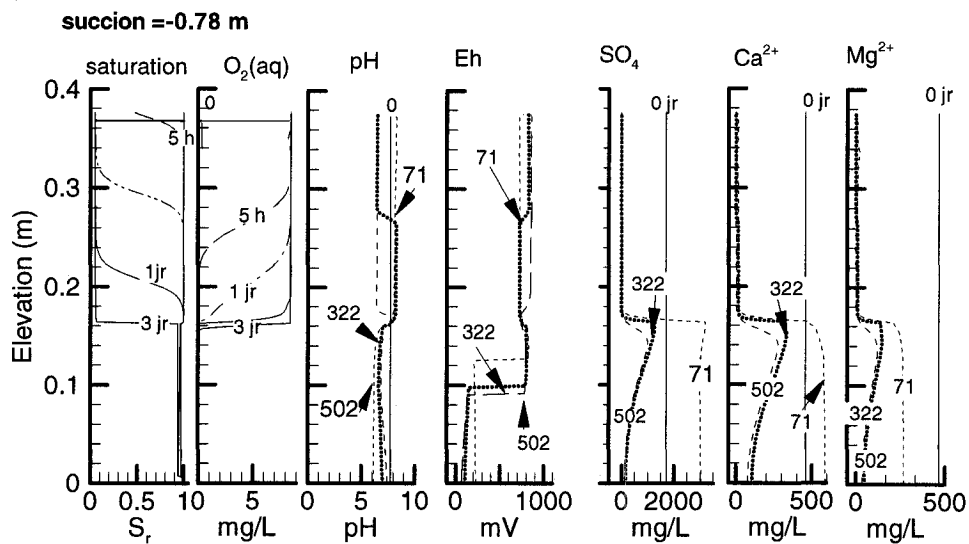 succion =-0.78 m
saturation O₂(aq) pH Eh SO₄ Ca²⁺ Mg²⁺
0.4 0 0 0 jr 0 jr 0 jr
5 h
71 71
0.3
5 h
Elevation (m)
1 jr 1 jr 322 322
0.2
3 jr 3 jr 322 322
0.1 502 502 71 502 71 322 71
502 502
0
0 1 0 5 0 5 10 0 1000 0 2000 0 500 0 500
Sr mg/L pH mV mg/L mg/L mg/L